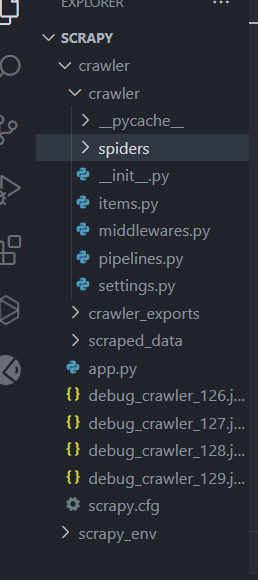 EXPLORER
SCRAPY
crawler
crawler
__pycache__
spiders
__init__.py
items.py
middlewares.py
pipelines.py
settings.py
crawler_exports
scraped_data
app.py
debug_crawler_126.j...
debug_crawler_127.j...
debug_crawler_128.j...
debug_crawler_129.j...
scrapy.cfg
scrapy_env